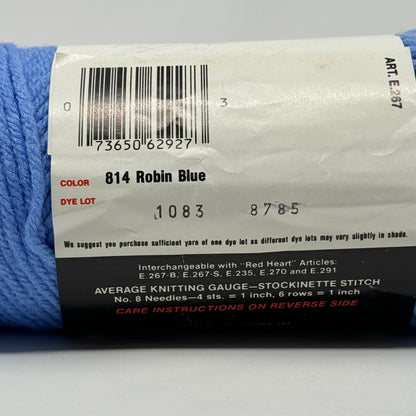 ART. E.267
0 73650 62927 3
COLOR 814 Robin Blue
DYE LOT 1083 8785
We suggest you purchase sufficient yarn of one dye lot as different dye lots may vary slightly in shade.
Interchangeable with "Red Heart" Articles:
E.267-B, E.267-S, E.235, E.270 and E.291
AVERAGE KNITTING GAUGE—STOCKINETTE STITCH
No. 8 Needles—4 sts. = 1 inch, 6 rows = 1 inch
CARE INSTRUCTIONS ON REVERSE SIDE